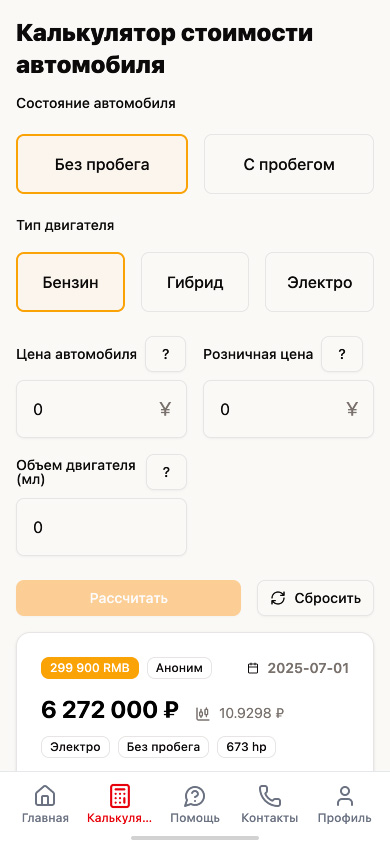 Калькулятор стоимости
автомобиля
Состояние автомобиля
Без пробега С пробегом
Тип двигателя
Бензин Гибрид Электро
Цена автомобиля ? Розничная цена ?
0 ¥ 0 ¥
Объем двигателя
(мл) ?
0
Рассчитать Сбросить
299 900 RMB Аноним 2025-07-01
6 272 000 ₽ 10.9298 ₽
Электро Без пробега 673 hp
Главная Калькуля... Помощь Контакты Профиль